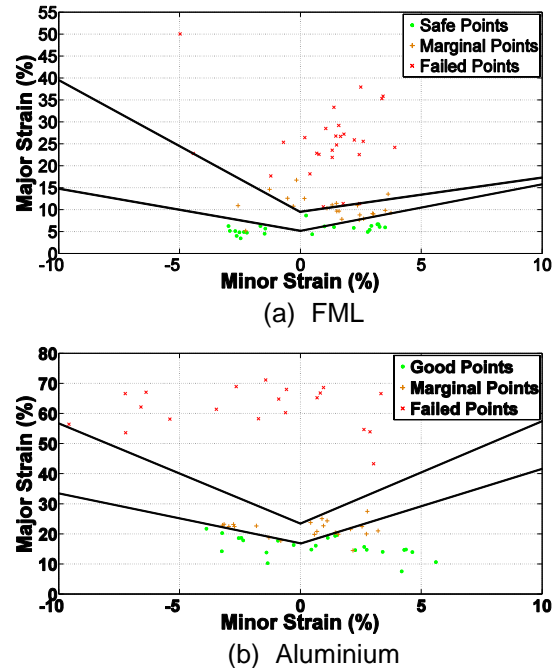 55
50
45
40
35
30
25
20
15
10
5
0
Major Strain (%)
Safe Points
Marginal Points
Failed Points
-10 -5 0 5 10
Minor Strain (%)
(a) FML
80
70
60
50
40
30
20
10
0
Major Strain (%)
Good Points
Marginal Points
Failed Points
-10 -5 0 5 10
Minor Strain (%)
(b) Aluminium